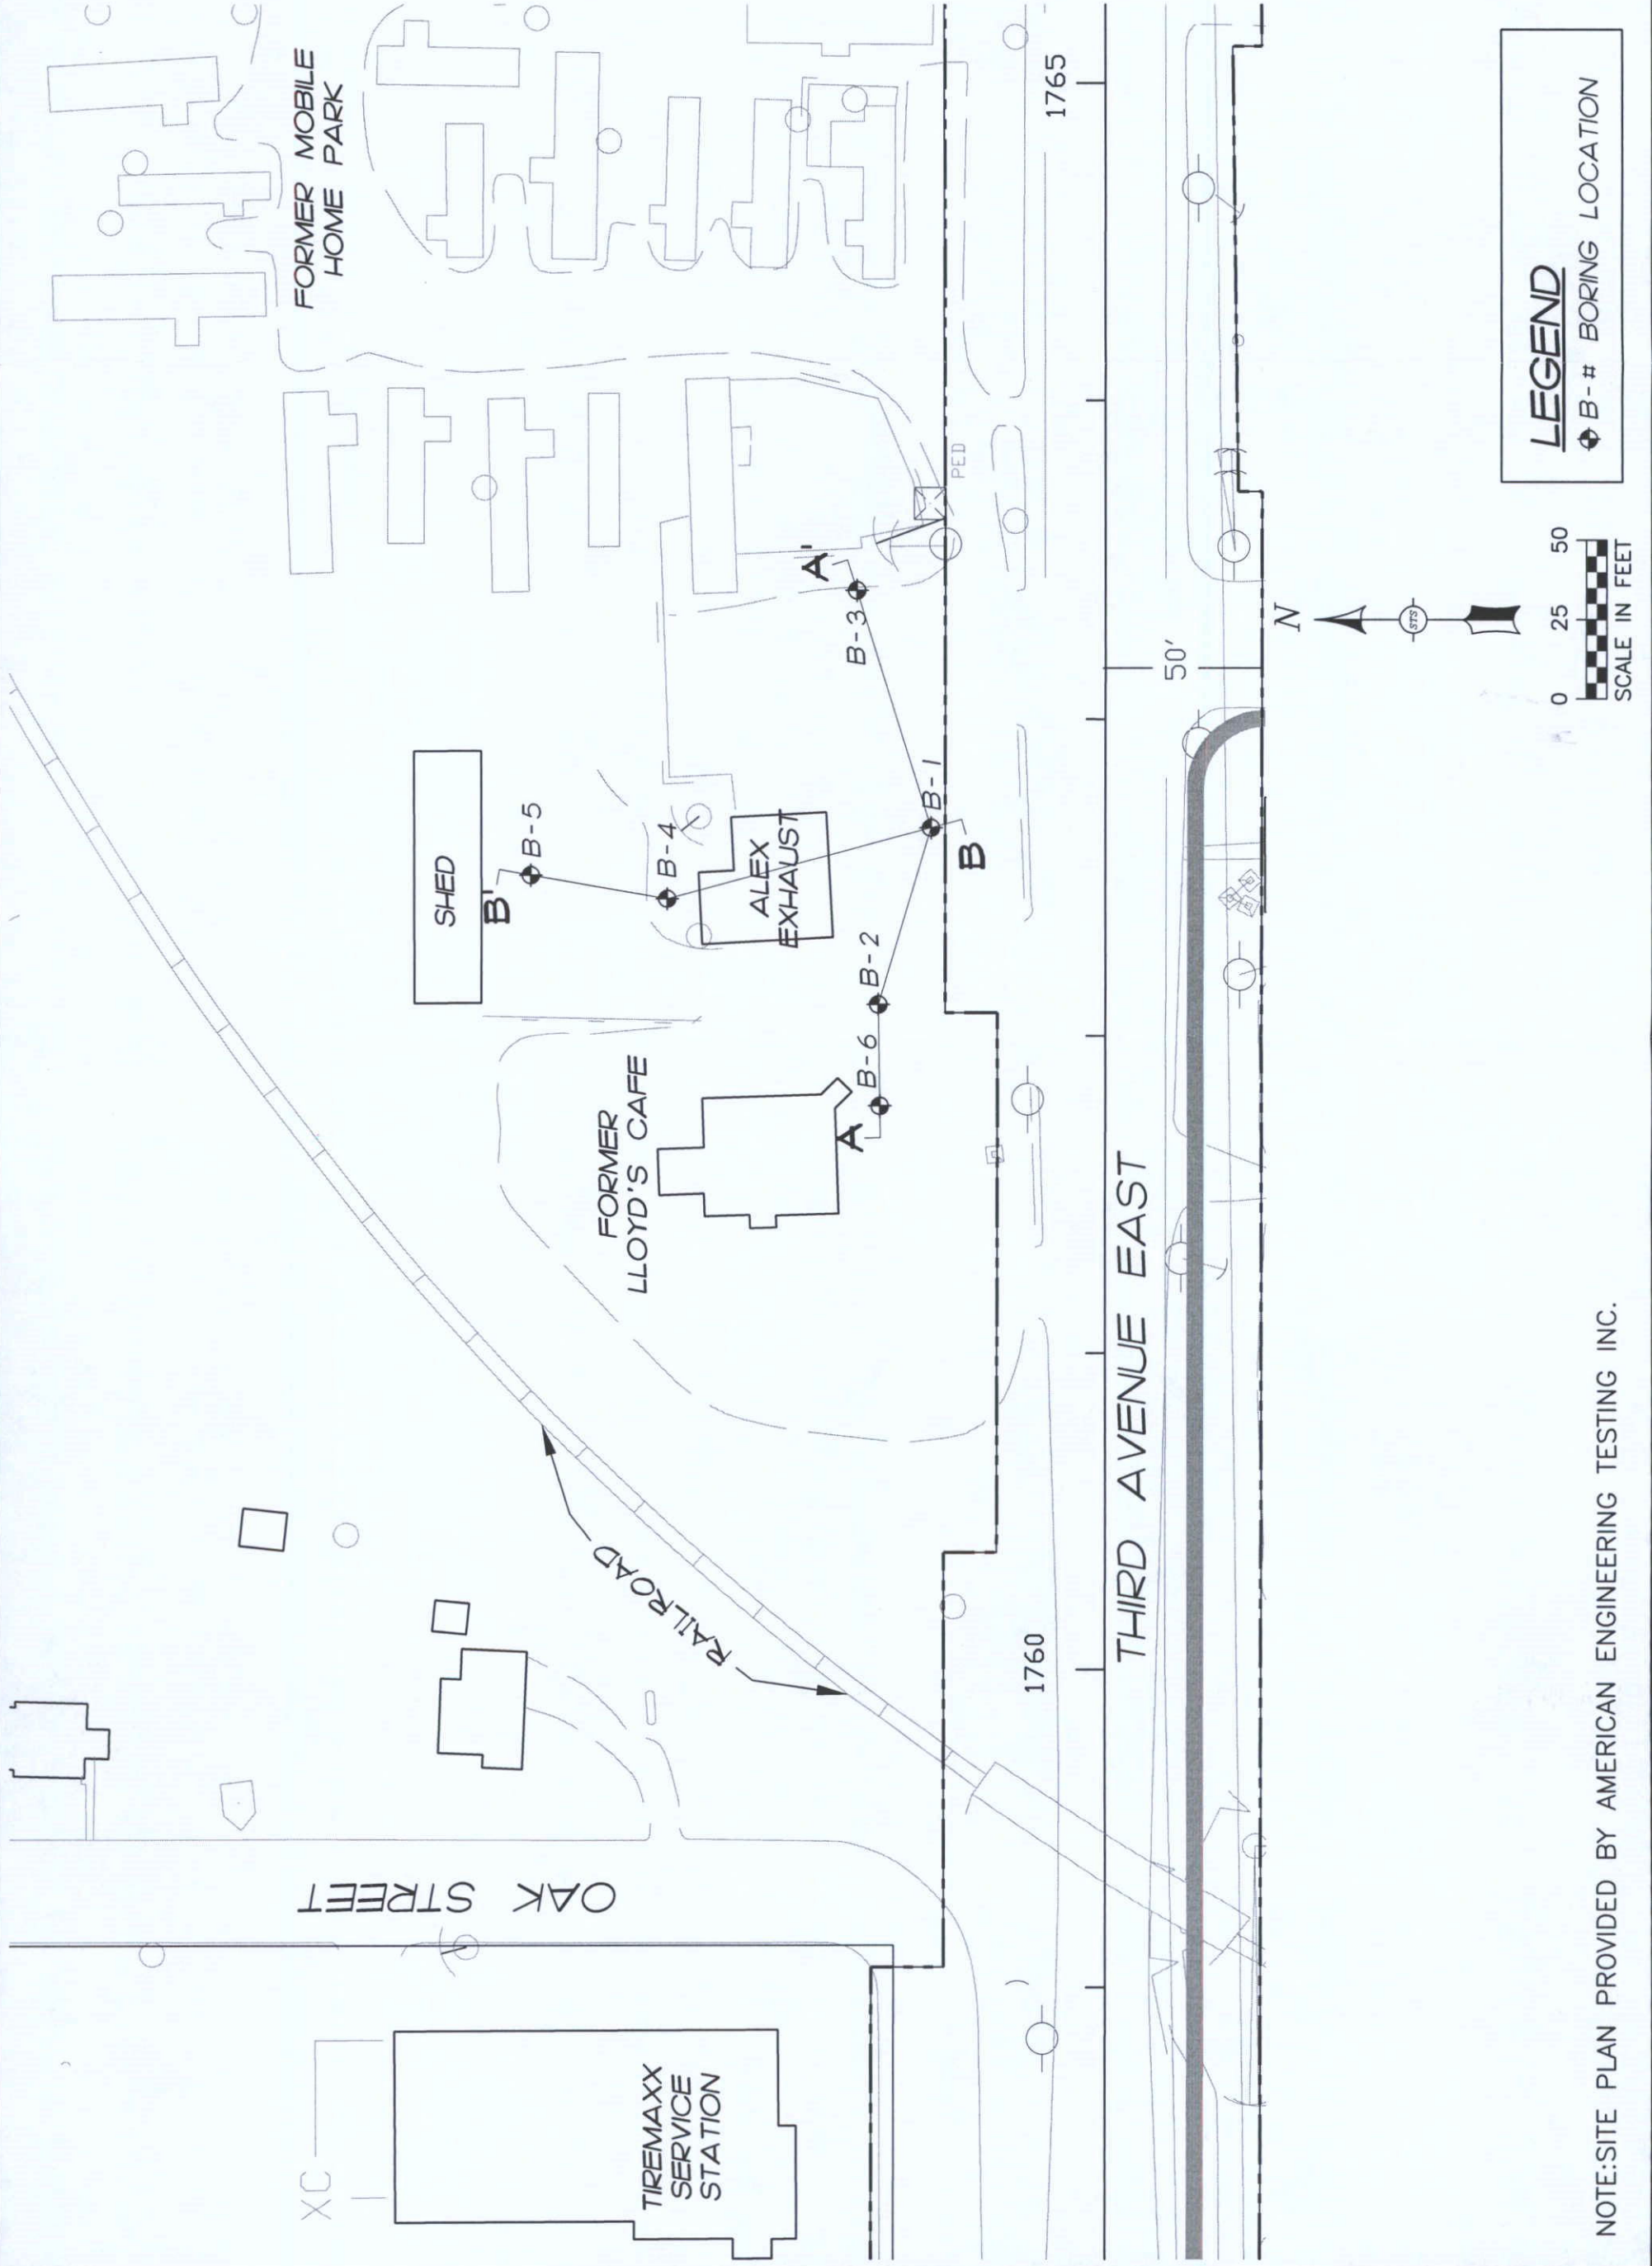 FORMER MOBILE
HOME PARK
1765
PED
SHED
B'
B-5
B-4
ALEX
EXHAUST
B-1
B
A'
B-3
B-2
B-6
A
FORMER
LLOYD'S CAFE
50'
RAILROAD
1760
THIRD AVENUE EAST
OAK STREET
XC
TIREMAXX
SERVICE
STATION
N
STS
0 25 50
SCALE IN FEET
LEGEND
B-# BORING LOCATION
NOTE:SITE PLAN PROVIDED BY AMERICAN ENGINEERING TESTING INC.